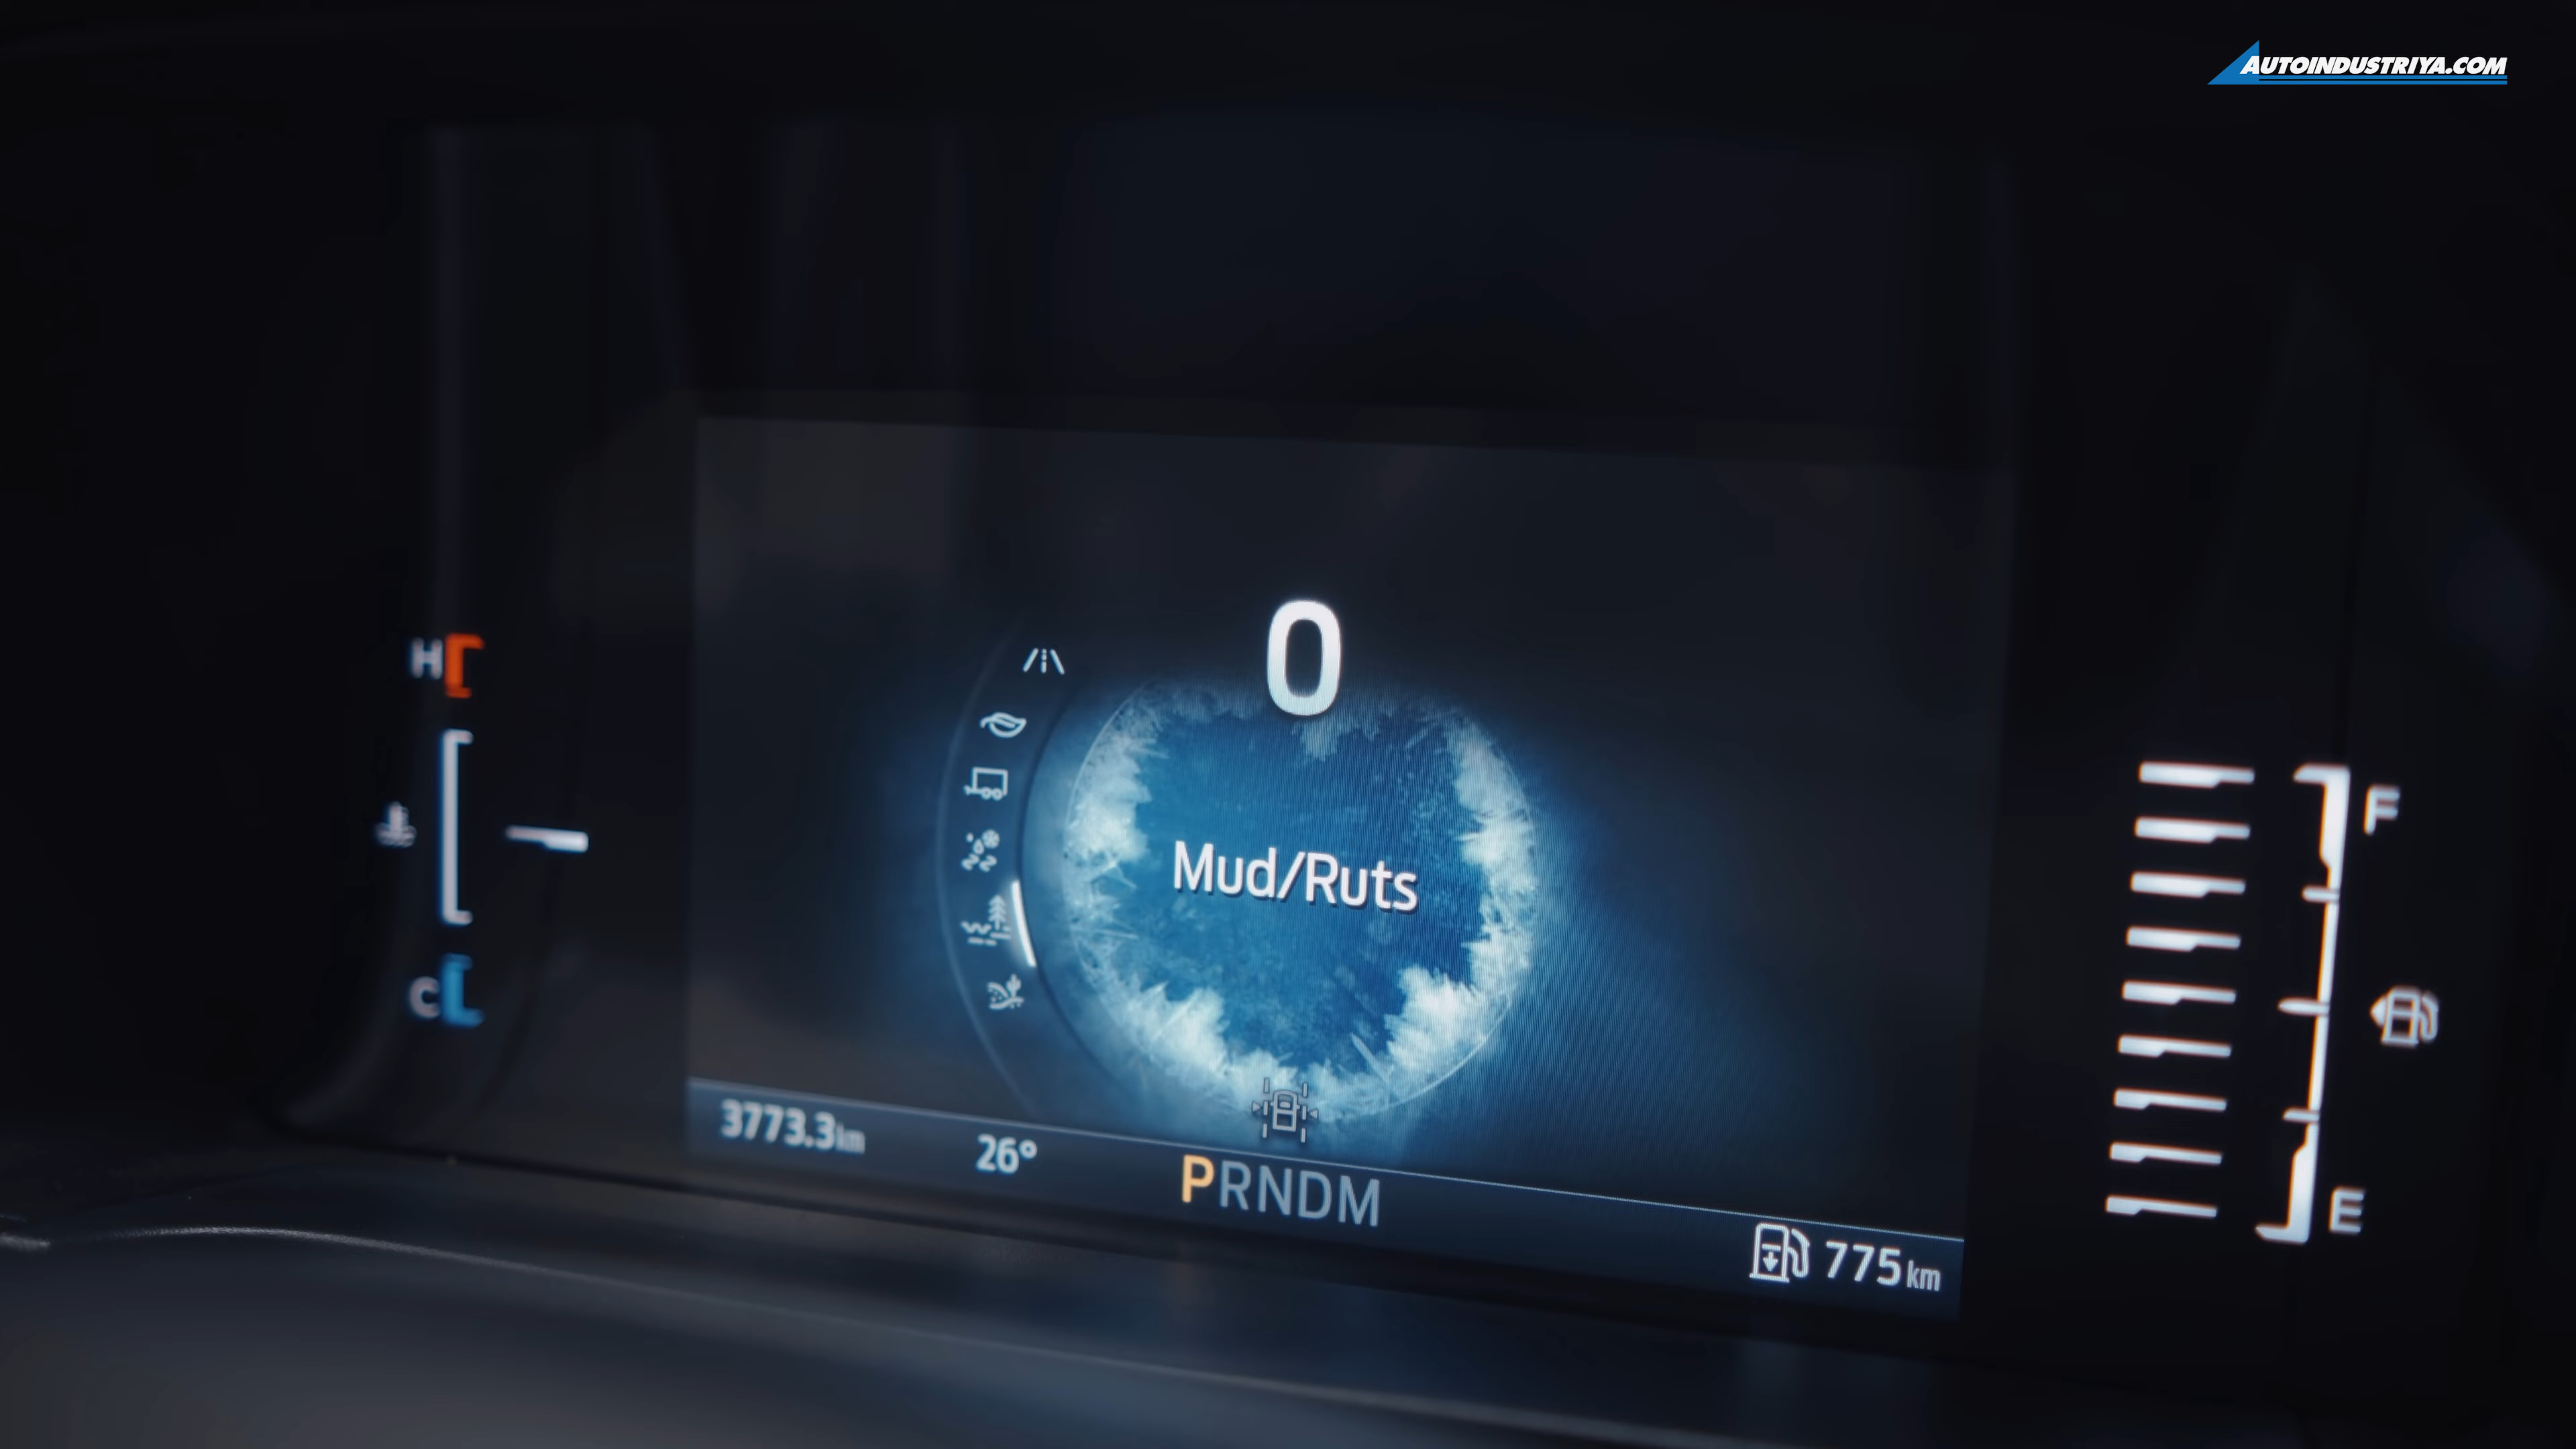 AUTOINDUSTRIYA.COM
0
H
F
Mud/Ruts
C
3773.3km
26°
PRNDM
E
775 km